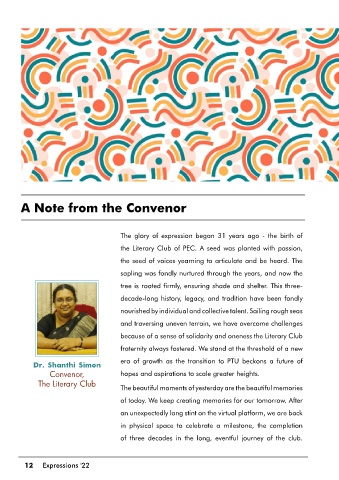 A Note from the Convenor
The glory of expression began 31 years ago - the birth of
the Literary Club of PEC. A seed was planted with passion,
the seed of voices yearning to articulate and be heard. The
sapling was fondly nurtured through the years, and now the
tree is rooted firmly, ensuring shade and shelter. This three-
decade-long history, legacy, and tradition have been fondly
nourished by individual and collective talent. Sailing rough seas
and traversing uneven terrain, we have overcome challenges
because of a sense of solidarity and oneness the Literary Club
fraternity always fostered. We stand at the threshold of a new
era of growth as the transition to PTU beckons a future of
hopes and aspirations to scale greater heights.
Dr. Shanthi Simon
Convenor,
The Literary Club
The beautiful moments of yesterday are the beautiful memories
of today. We keep creating memories for our tomorrow. After
an unexpectedly long stint on the virtual platform, we are back
in physical space to celebrate a milestone, the completion
of three decades in the long, eventful journey of the club.
12 Expressions '22